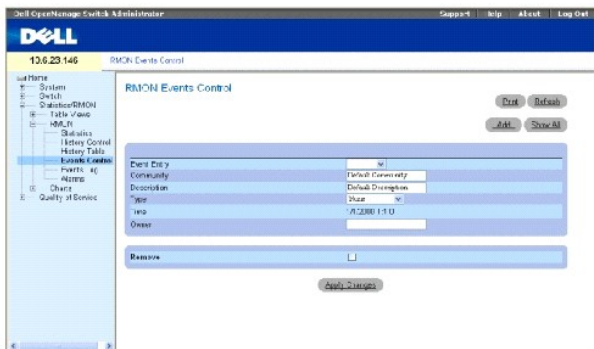 Dell OpenManage Switch Administrator
Support Help About Log Out
DELL
10.6.23.146
RMON Events Control
Home
System
Switch
Statistics/RMON
Table Views
RMON
Statistics
History Control
History Table
Events Control
Events Log
Alarms
Charts
Quality of Service
RMON Events Control
Print Refresh
Add Show All
Event Entry
Community Default Community
Description Default Description
Type None
Time
Owner
Remove
Apply Changes